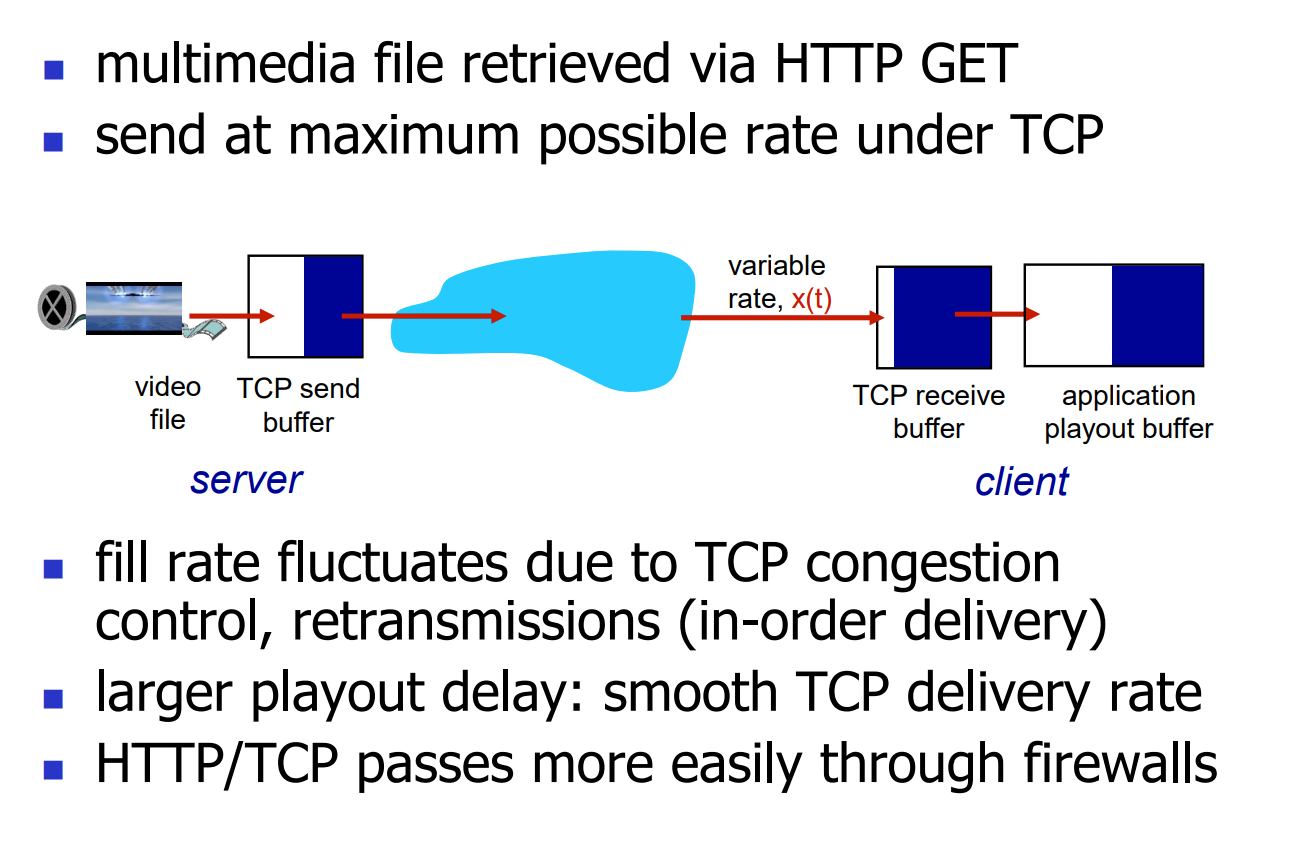 multimedia file retrieved via HTTP GET
send at maximum possible rate under TCP
variable
rate, x(t)
video
file
TCP send
buffer
TCP receive
buffer
application
playout buffer
server
client
fill rate fluctuates due to TCP congestion
control, retransmissions (in-order delivery)
larger playout delay: smooth TCP delivery rate
HTTP/TCP passes more easily through firewalls